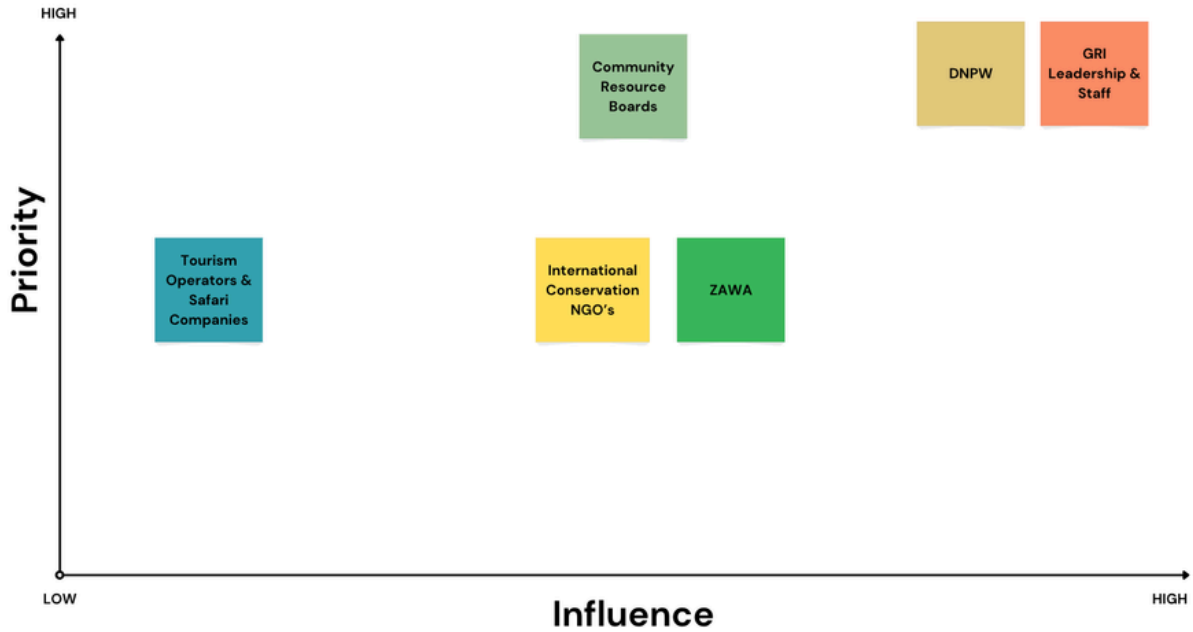 HIGH
Community
Resource
Boards
DNPW
GRI
Leadership &
Staff
Priority
Tourism
Operators &
Safari
Companies
International
Conservation
NGO's
ZAWA
LOW
Influence
HIGH